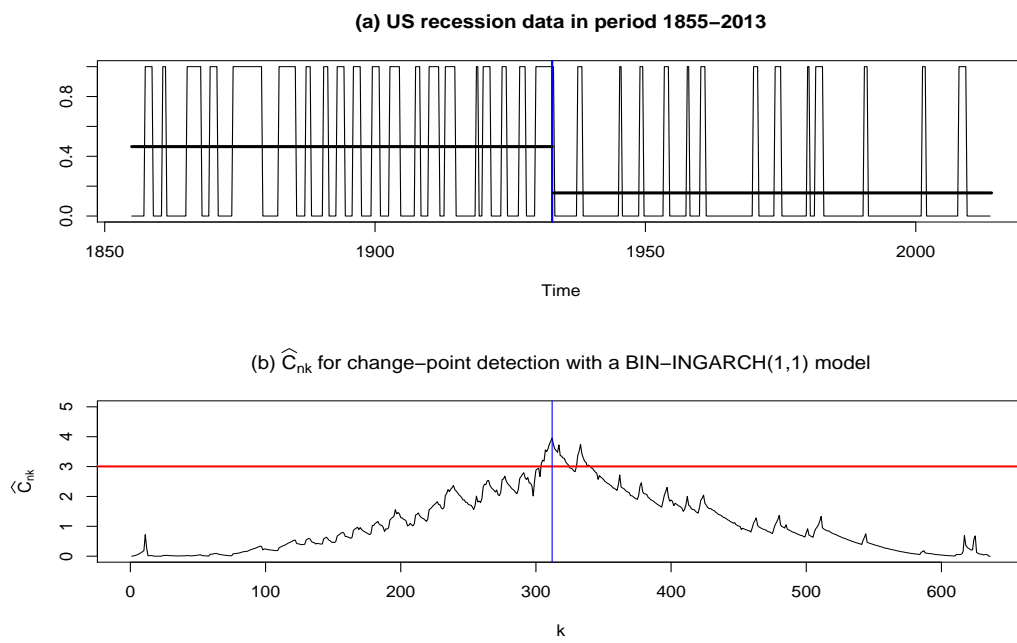 (a) US recession data in period 1855−2013
0.8
0.4
0.0
1850 1900 1950 2000
Time
(b) Ĉnk for change−point detection with a BIN−INGARCH(1,1) model
5
4
3
2
1
0
Ĉnk
0 100 200 300 400 500 600
k